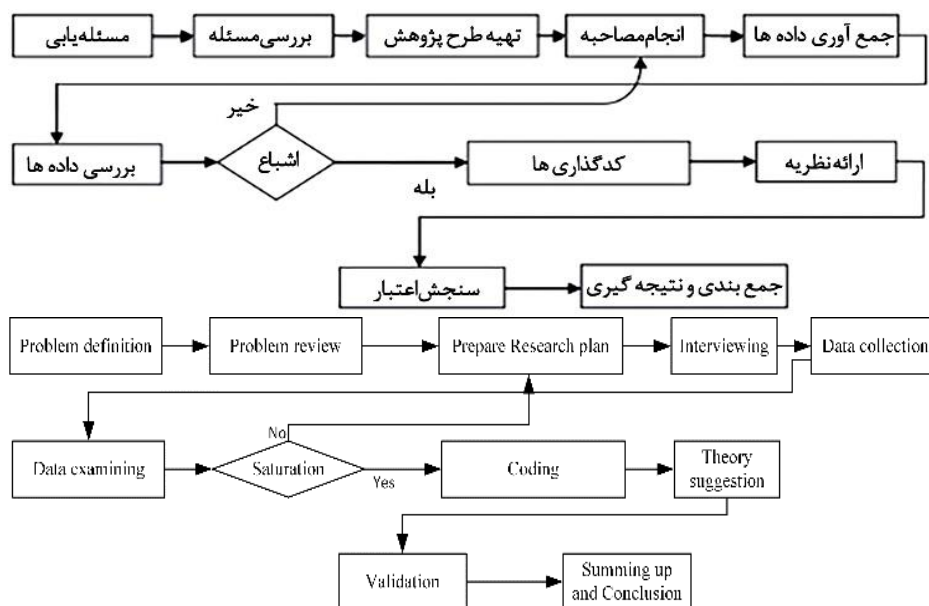 مسئله‌یابی
بررسی مسئله
تهیه طرح پژوهش
انجام مصاحبه
جمع آوری داده ها
خیر
بررسی داده ها
اشباع
بله
کدگذاری ها
ارائه نظریه
سنجش اعتبار
جمع بندی و نتیجه گیری
Problem definition
Problem review
Prepare Research plan
Interviewing
Data collection
No
Data examining
Saturation
Yes
Coding
Theory
suggestion
Validation
Summing up
and Conclusion